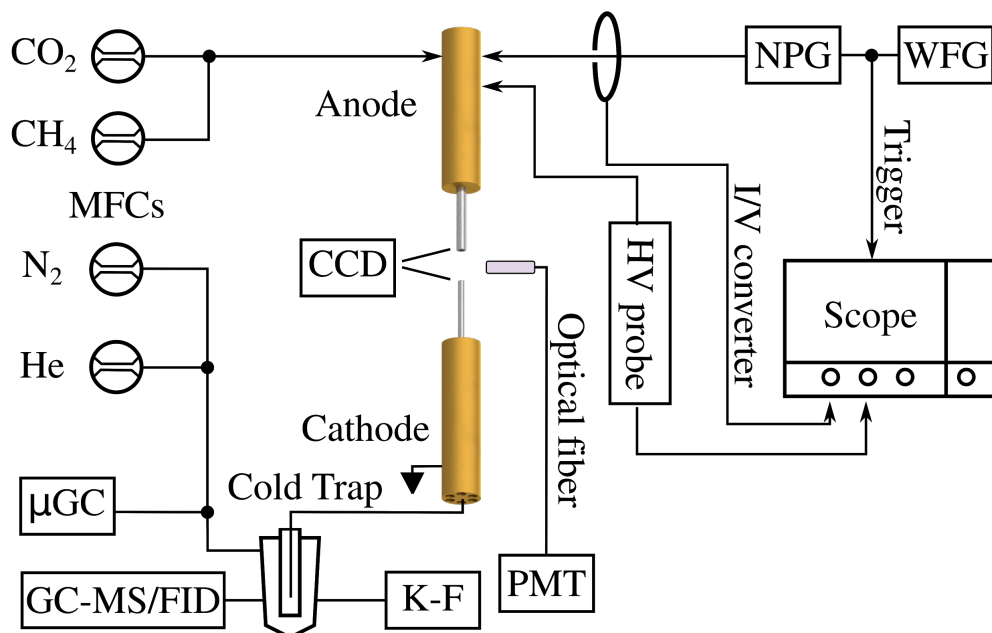 CO₂
CH₄
MFCs
N₂
He
µGC
GC-MS/FID
Anode
CCD
Cathode
Cold Trap
K-F
PMT
Optical fiber
HV probe
I/V converter
NPG
WFG
Trigger
Scope